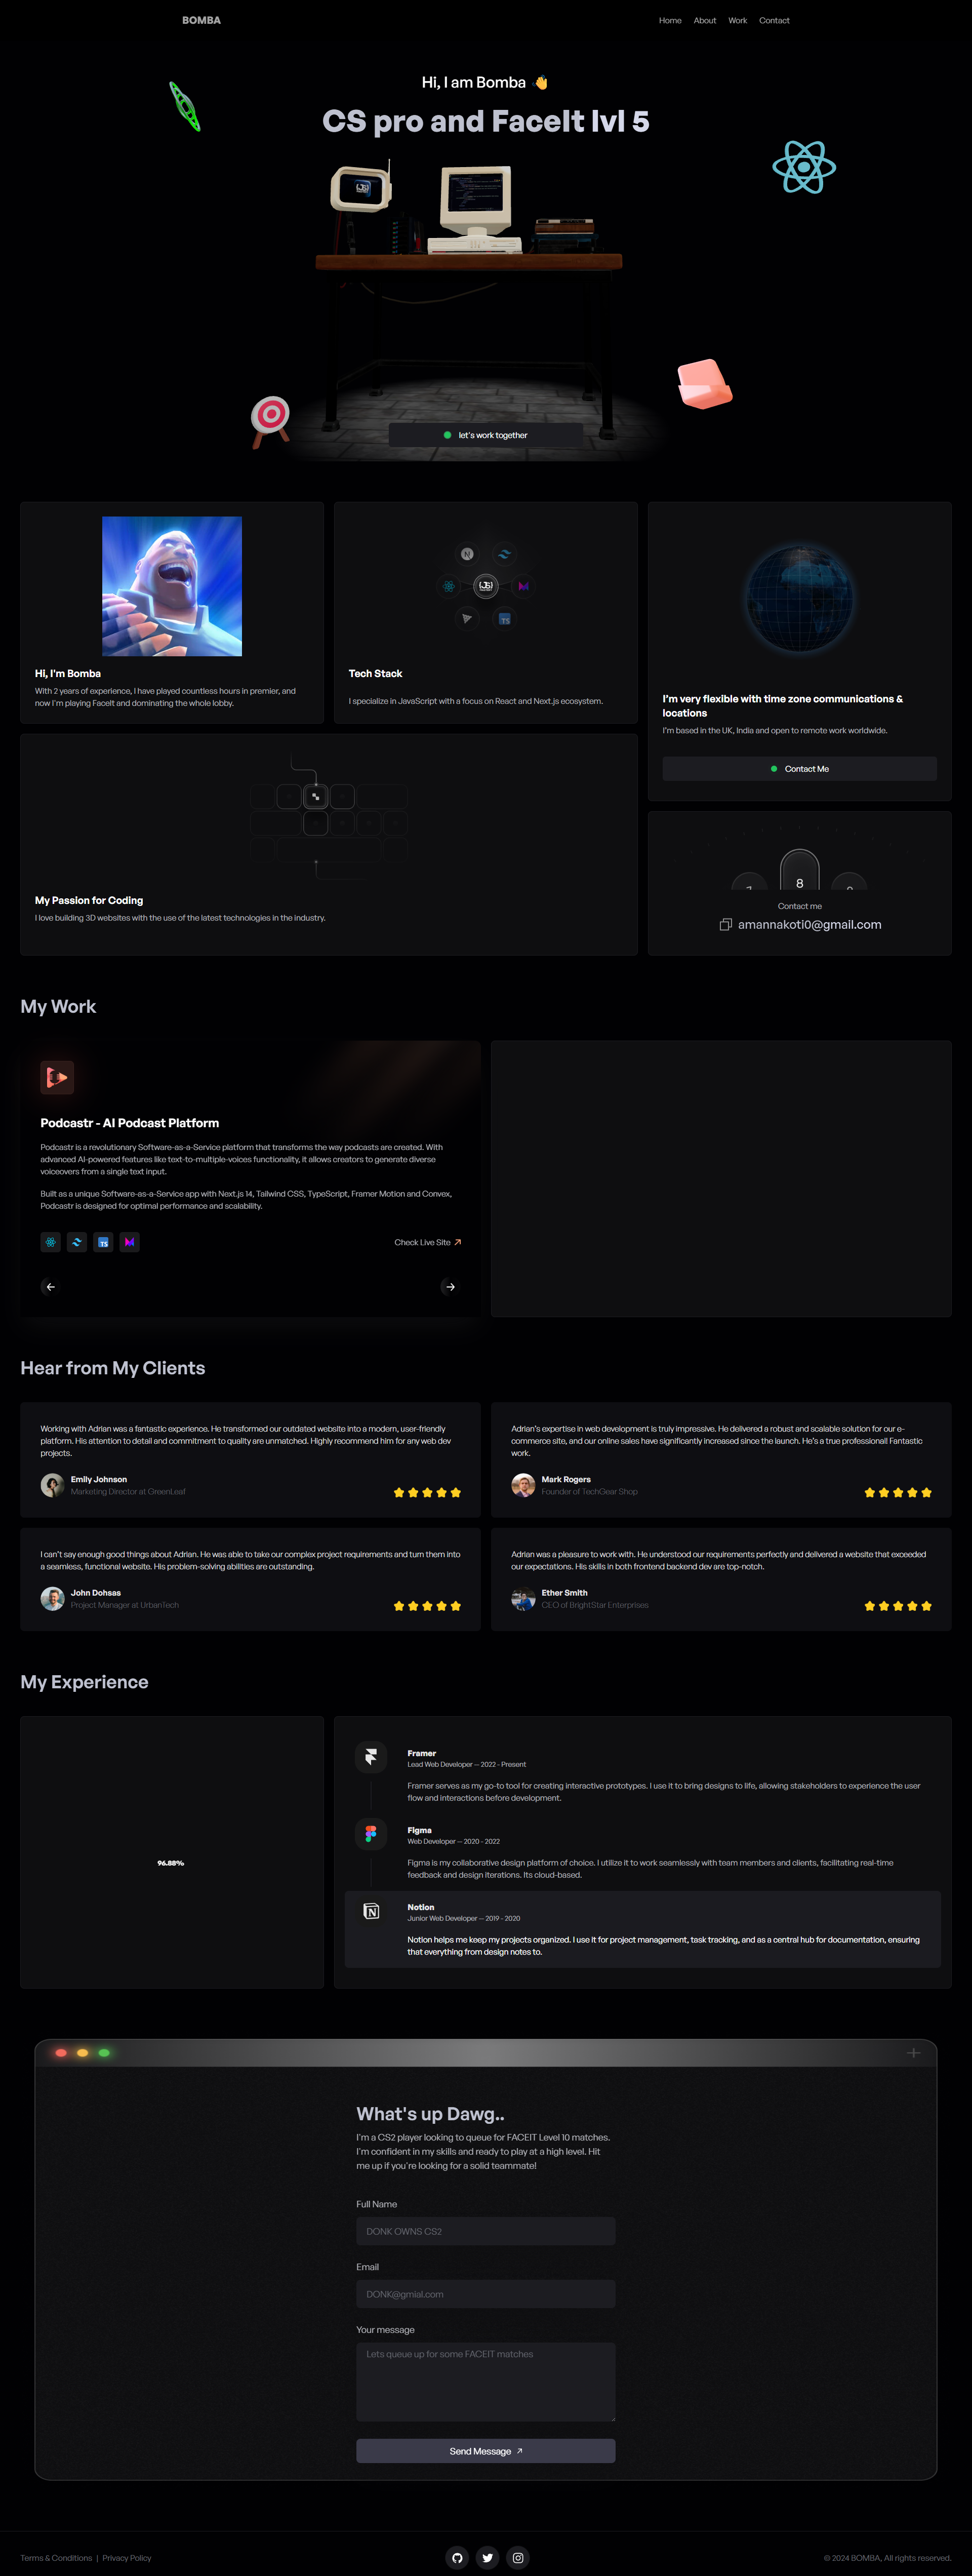 BOMBA
Home About Work Contact
Hi, I am Bomba 👋
CS pro and FaceIt lvl 5
let's work together
Hi, I'm Bomba
With 2 years of experience, I have played countless hours in premier, and
now I'm playing FaceIt and dominating the whole lobby.
Tech Stack
I specialize in JavaScript with a focus on React and Next.js ecosystem.
I'm very flexible with time zone communications &
locations
I'm based in the UK, India and open to remote work worldwide.
Contact Me
My Passion for Coding
I love building 3D websites with the use of the latest technologies in the industry.
8
Contact me
amannakoti0@gmail.com
My Work
Podcastr - AI Podcast Platform
Podcastr is a revolutionary Software-as-a-Service platform that transforms the way podcasts are created. With
advanced AI-powered features like text-to-multiple-voices functionality, it allows creators to generate diverse
voiceovers from a single text input.
Built as a unique Software-as-a-Service app with Next.js 14, Tailwind CSS, TypeScript, Framer Motion and Convex,
Podcastr is designed for optimal performance and scalability.
TS
Check Live Site
Hear from My Clients
Working with Adrian was a fantastic experience. He transformed our outdated website into a modern, user-friendly
platform. His attention to detail and commitment to quality are unmatched. Highly recommend him for any web dev
projects.
Emily Johnson
Marketing Director at GreenLeaf
Adrian's expertise in web development is truly impressive. He delivered a robust and scalable solution for our e-
commerce site, and our online sales have significantly increased since the launch. He's a true professional! Fantastic
work.
Mark Rogers
Founder of TechGear Shop
I can't say enough good things about Adrian. He was able to take our complex project requirements and turn them into
a seamless, functional website. His problem-solving abilities are outstanding.
John Dohsas
Project Manager at UrbanTech
Adrian was a pleasure to work with. He understood our requirements perfectly and delivered a website that exceeded
our expectations. His skills in both frontend backend dev are top-notch.
Ether Smith
CEO of BrightStar Enterprises
My Experience
96.88%
Framer
Lead Web Developer -- 2022 - Present
Framer serves as my go-to tool for creating interactive prototypes. I use it to bring designs to life, allowing stakeholders to experience the user
flow and interactions before development.
Figma
Web Developer -- 2020 - 2022
Figma is my collaborative design platform of choice. I utilize it to work seamlessly with team members and clients, facilitating real-time
feedback and design iterations. Its cloud-based.
Notion
Junior Web Developer -- 2019 - 2020
Notion helps me keep my projects organized. I use it for project management, task tracking, and as a central hub for documentation, ensuring
that everything from design notes to.
What's up Dawg..
I'm a CS2 player looking to queue for FACEIT Level 10 matches.
I'm confident in my skills and ready to play at a high level. Hit
me up if you're looking for a solid teammate!
Full Name
DONK OWNS CS2
Email
DONK@gmial.com
Your message
Lets queue up for some FACEIT matches
Send Message
Terms & Conditions | Privacy Policy
© 2024 BOMBA, All rights reserved.